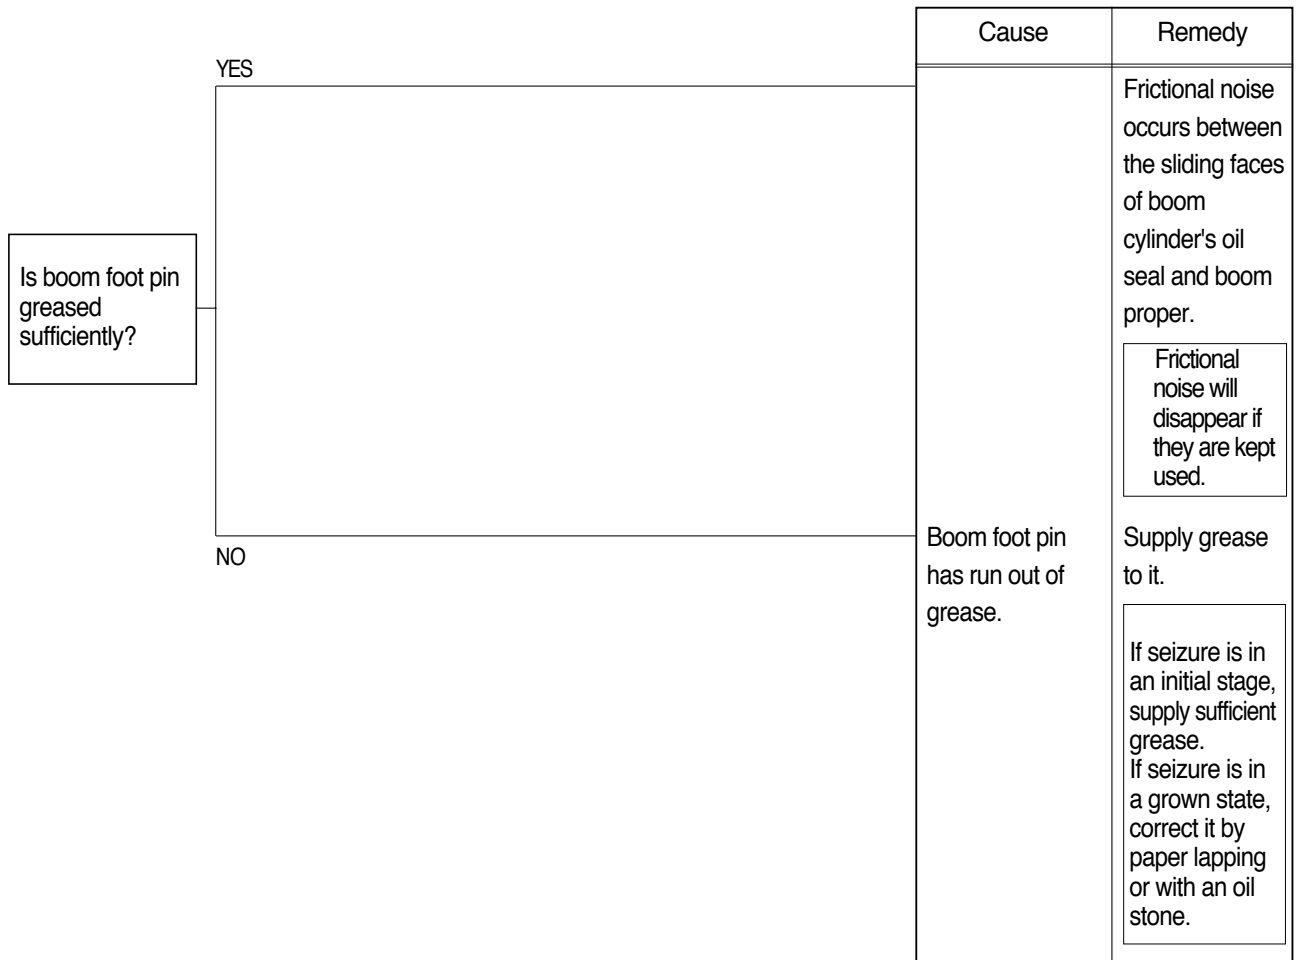 Cause
Remedy
YES
Frictional noise
occurs between
the sliding faces
of boom
cylinder's oil
seal and boom
proper.
Is boom foot pin
greased
sufficiently?
Frictional
noise will
disappear if
they are kept
used.
NO
Boom foot pin
has run out of
grease.
Supply grease
to it.
If seizure is in
an initial stage,
supply sufficient
grease.
If seizure is in
a grown state,
correct it by
paper lapping
or with an oil
stone.